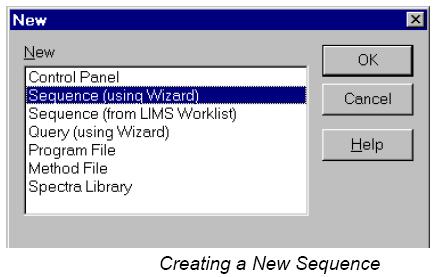 New
New
OK
Control Panel
Sequence (using Wizard)
Cancel
Sequence (from LIMS Worklist)
Query (using Wizard)
Help
Program File
Method File
Spectra Library
Creating a New Sequence